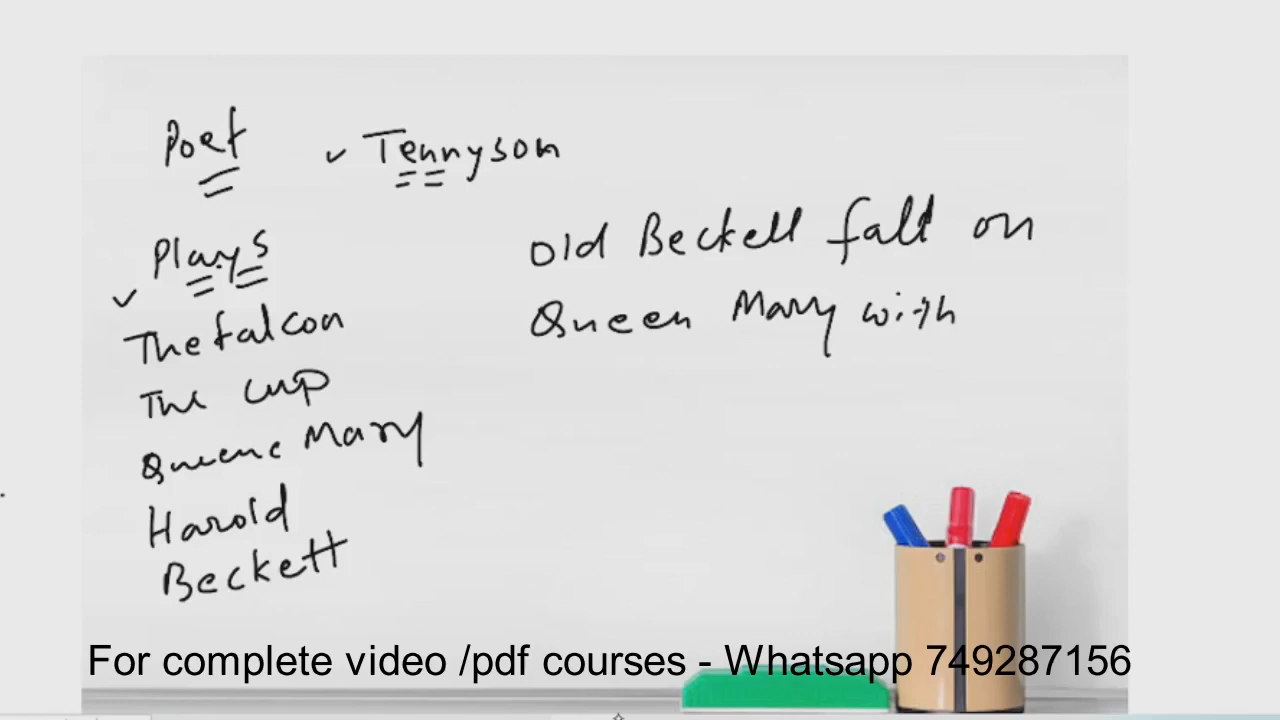 Poet ✓ Tennyson
Plays
✓
The falcon
The cup
Queene Mary
Harold
Beckett
Old Beckett fall on
Queen Mary with
For complete video /pdf courses - Whatsapp 749287156